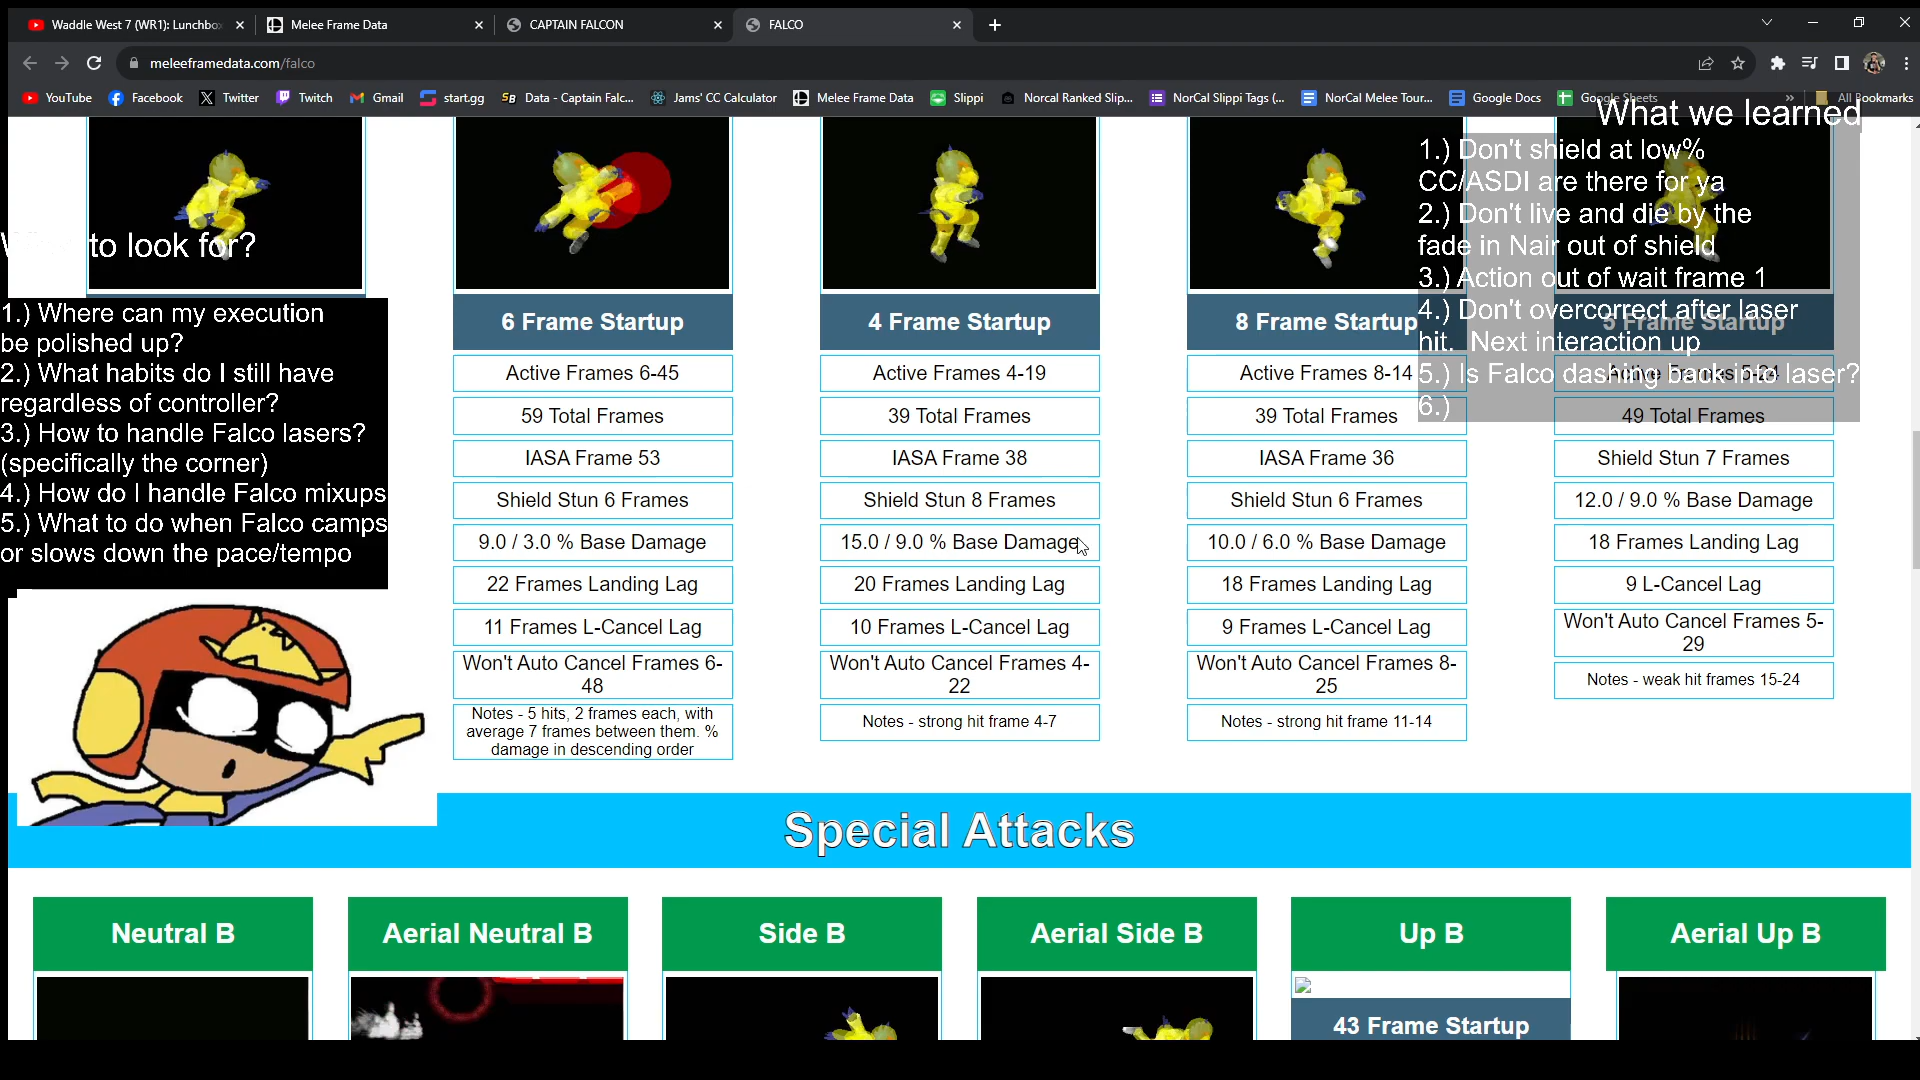 Waddle West 7 (WR1): Lunchbo
Melee Frame Data
CAPTAIN FALCON
FALCO
meleeframedata.com/falco
YouTube
Facebook
Twitter
Twitch
Gmail
start.gg
Data - Captain Falc...
Jams' CC Calculator
Melee Frame Data
Slippi
Norcal Ranked Slip...
NorCal Slippi Tags (...
NorCal Melee Tour...
Google Docs
Google Sheets
»
All Bookmarks
to look for?
1.) Where can my execution
be polished up?
2.) What habits do I still have
regardless of controller?
3.) How to handle Falco lasers?
(specifically the corner)
4.) How do I handle Falco mixups
5.) What to do when Falco camps
or slows down the pace/tempo
What we learned
1.) Don't shield at low%
CC/ASDI are there for ya
2.) Don't live and die by the
fade in Nair out of shield
3.) Action out of wait frame 1
4.) Don't overcorrect after laser
hit.  Next interaction up
5.) Is Falco dashing back into laser?
6.)
6 Frame Startup
Active Frames 6-45
59 Total Frames
IASA Frame 53
Shield Stun 6 Frames
9.0 / 3.0 % Base Damage
22 Frames Landing Lag
11 Frames L-Cancel Lag
Won't Auto Cancel Frames 6-
48
Notes - 5 hits, 2 frames each, with
average 7 frames between them. %
damage in descending order
4 Frame Startup
Active Frames 4-19
39 Total Frames
IASA Frame 38
Shield Stun 8 Frames
15.0 / 9.0 % Base Damage
20 Frames Landing Lag
10 Frames L-Cancel Lag
Won't Auto Cancel Frames 4-
22
Notes - strong hit frame 4-7
8 Frame Startup
Active Frames 8-14
39 Total Frames
IASA Frame 36
Shield Stun 6 Frames
10.0 / 6.0 % Base Damage
18 Frames Landing Lag
9 Frames L-Cancel Lag
Won't Auto Cancel Frames 8-
25
Notes - strong hit frame 11-14
5 Frame Startup
Active Frames 5-24
49 Total Frames
Shield Stun 7 Frames
12.0 / 9.0 % Base Damage
18 Frames Landing Lag
9 L-Cancel Lag
Won't Auto Cancel Frames 5-
29
Notes - weak hit frames 15-24
Special Attacks
Neutral B
Aerial Neutral B
Side B
Aerial Side B
Up B
Aerial Up B
43 Frame Startup